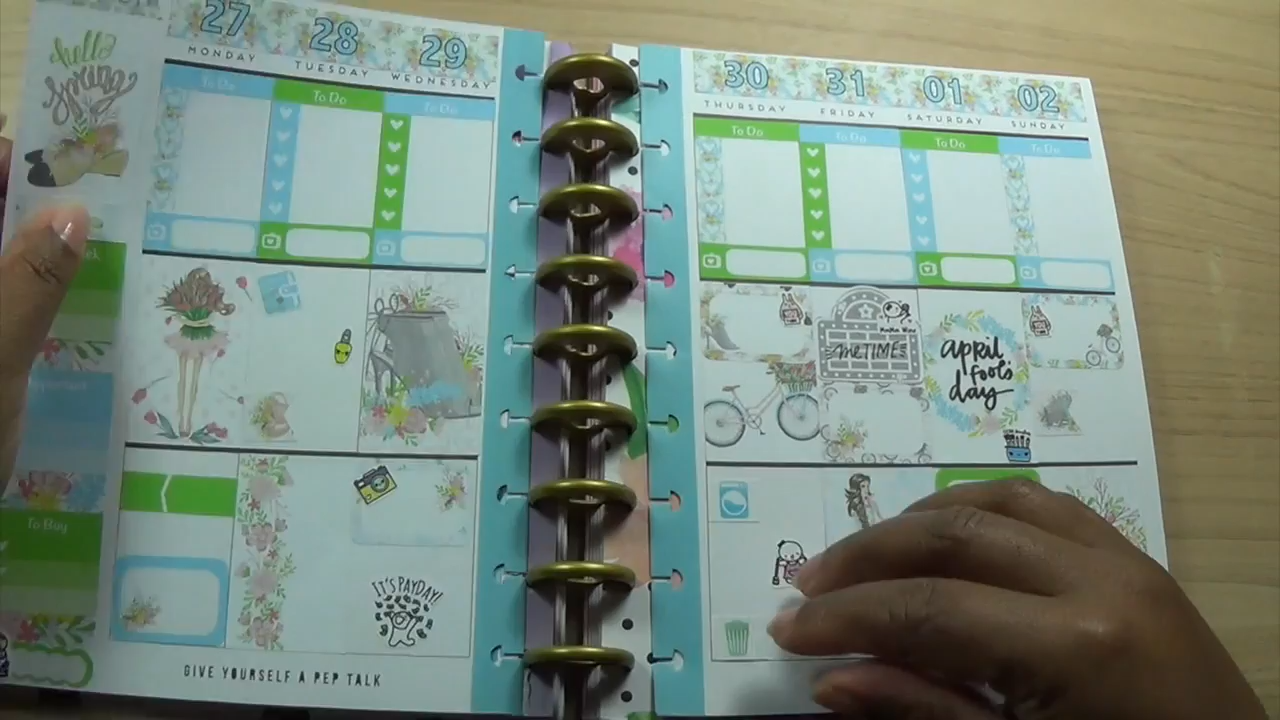 hello
spring
27
28
29
MONDAY
TUESDAY
WEDNESDAY
To Do
To Do
To Do
To Buy
IT'S PAYDAY!
GIVE YOURSELF A PEP TALK
30
31
01
02
THURSDAY
FRIDAY
SATURDAY
SUNDAY
To Do
To Do
To Do
To Do
me TIME
april
fool's
day